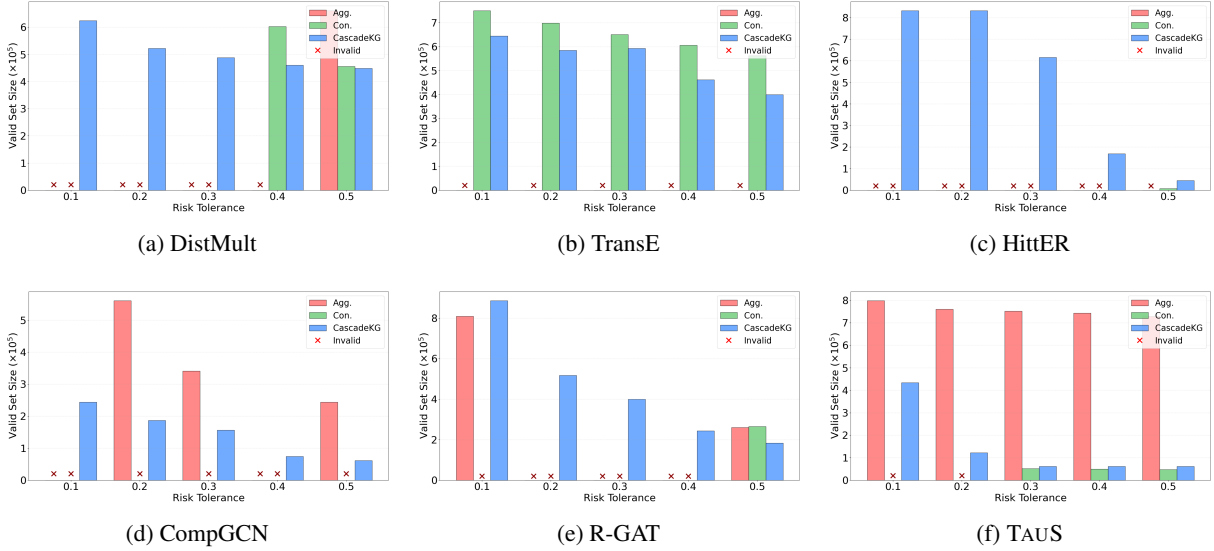 Valid Set Size (×10⁵)
6
5
4
3
2
1
0
Agg.
Con.
CascadeKG
Invalid
0.1 0.2 0.3 0.4 0.5
Risk Tolerance
(a) DistMult
Valid Set Size (×10⁵)
7
6
5
4
3
2
1
0
Agg.
Con.
CascadeKG
Invalid
0.1 0.2 0.3 0.4 0.5
Risk Tolerance
(b) TransE
Valid Set Size (×10⁵)
8
7
6
5
4
3
2
1
0
Agg.
Con.
CascadeKG
Invalid
0.1 0.2 0.3 0.4 0.5
Risk Tolerance
(c) HittER
Valid Set Size (×10⁵)
5
4
3
2
1
0
Agg.
Con.
CascadeKG
Invalid
0.1 0.2 0.3 0.4 0.5
Risk Tolerance
(d) CompGCN
Valid Set Size (×10⁵)
8
6
4
2
0
Agg.
Con.
CascadeKG
Invalid
0.1 0.2 0.3 0.4 0.5
Risk Tolerance
(e) R-GAT
Valid Set Size (×10⁵)
8
7
6
5
4
3
2
1
0
Agg.
Con.
CascadeKG
Invalid
0.1 0.2 0.3 0.4 0.5
Risk Tolerance
(f) TAUS